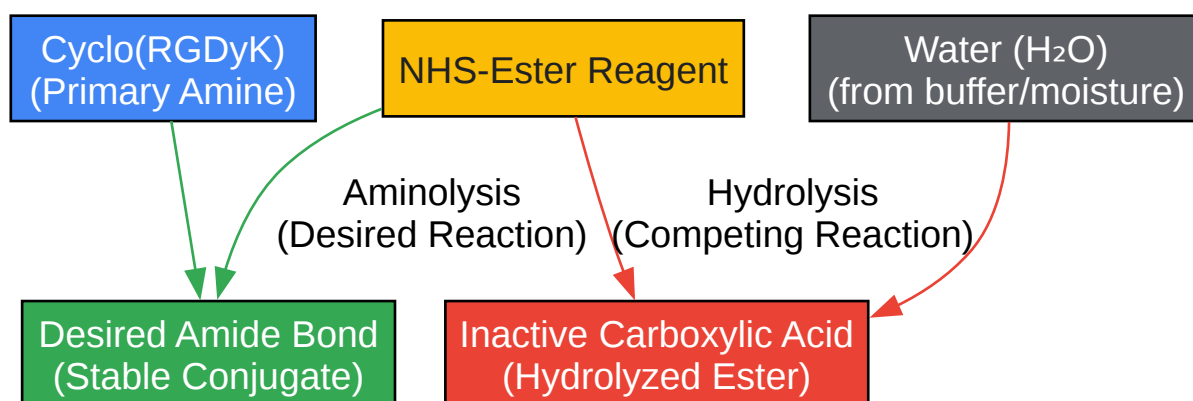 Cyclo(RGDyK)
(Primary Amine)
NHS-Ester Reagent
Water (H₂O)
(from buffer/moisture)
Aminolysis
(Desired Reaction)
Hydrolysis
(Competing Reaction)
Desired Amide Bond
(Stable Conjugate)
Inactive Carboxylic Acid
(Hydrolyzed Ester)